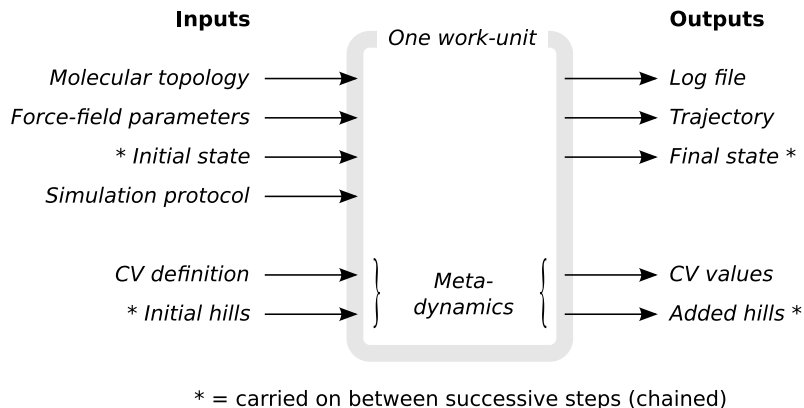 Inputs
Outputs
One work-unit
Molecular topology
Log file
Force-field parameters
Trajectory
* Initial state
Final state *
Simulation protocol
CV definition
Meta-
dynamics
CV values
* Initial hills
Added hills *
* = carried on between successive steps (chained)